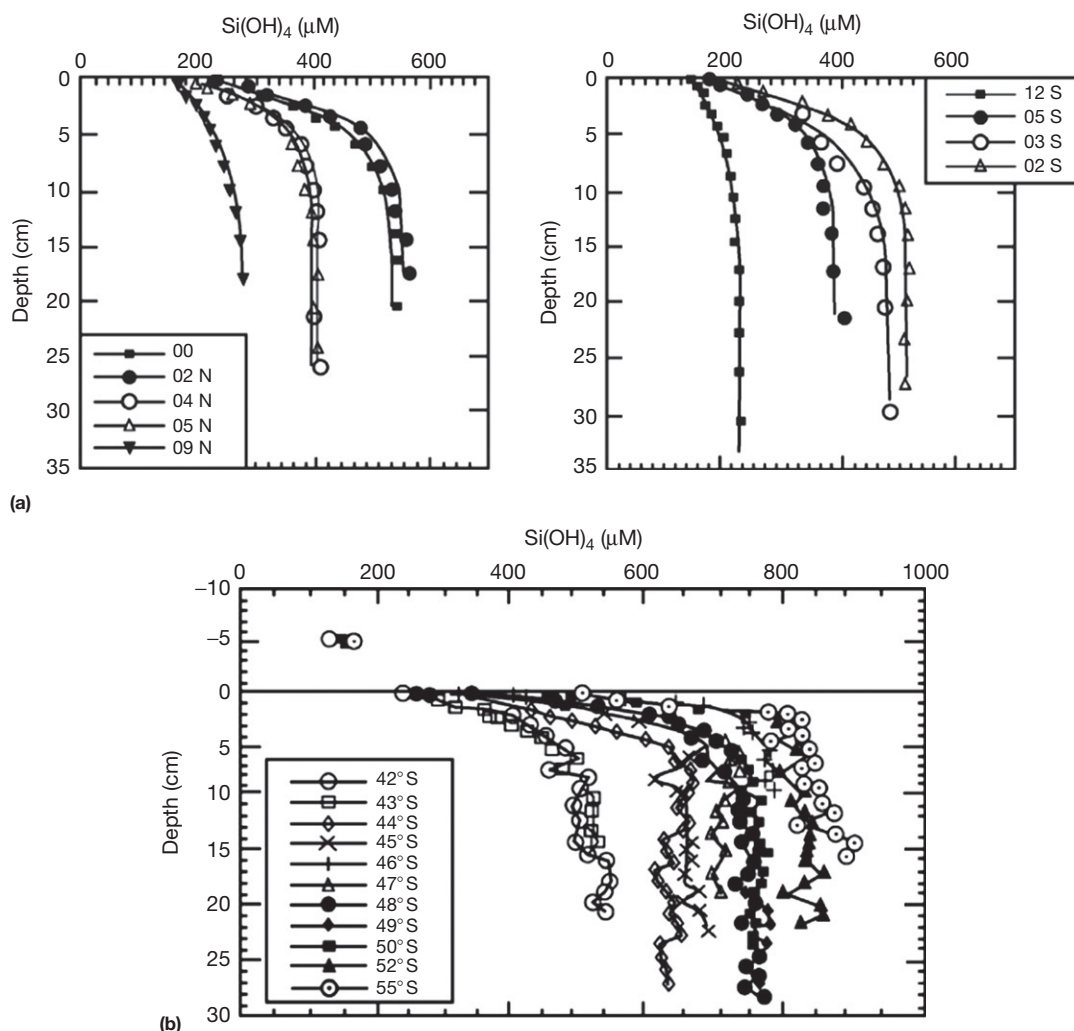 Si(OH)₄ (μM)
0 200 400 600
0
5
10
15
20
25
30
35
Depth (cm)
00
02 N
04 N
05 N
09 N
(a)
Si(OH)₄ (μM)
0 200 400 600
0
5
10
15
20
25
30
35
Depth (cm)
12 S
05 S
03 S
02 S
Si(OH)₄ (μM)
0 200 400 600 800 1000
−10
−5
0
5
10
15
20
25
30
Depth (cm)
42° S
43° S
44° S
45° S
46° S
47° S
48° S
49° S
50° S
52° S
55° S
(b)